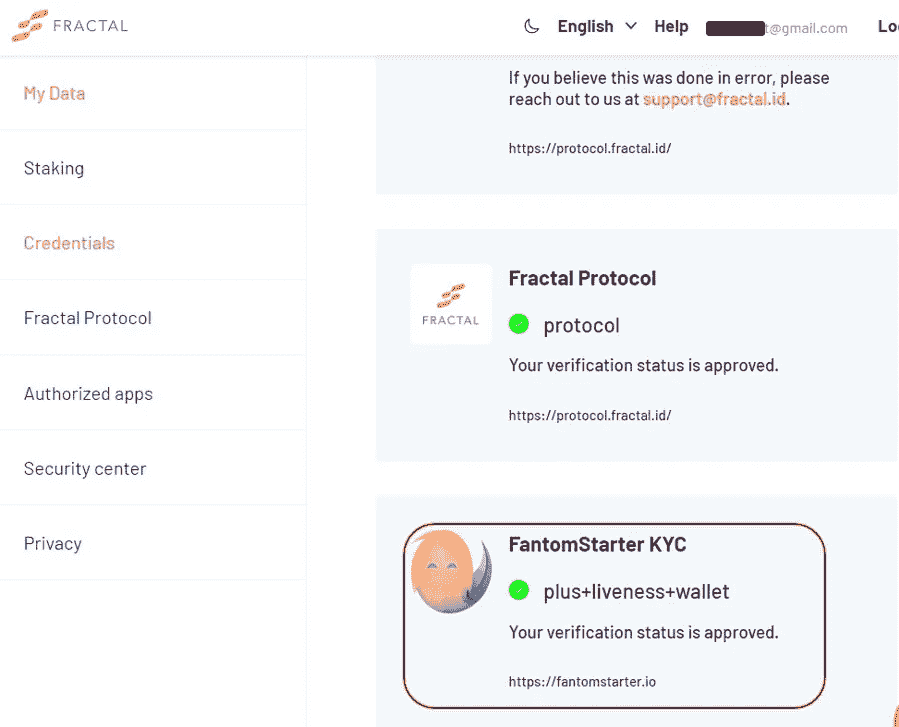 FRACTAL
English
Help
t@gmail.com
My Data
Staking
Credentials
Fractal Protocol
Authorized apps
Security center
Privacy
If you believe this was done in error, please
reach out to us at support@fractal.id.
https://protocol.fractal.id/
FRACTAL
Fractal Protocol
protocol
Your verification status is approved.
https://protocol.fractal.id/
FantomStarter KYC
plus+liveness+wallet
Your verification status is approved.
https://fantomstarter.io